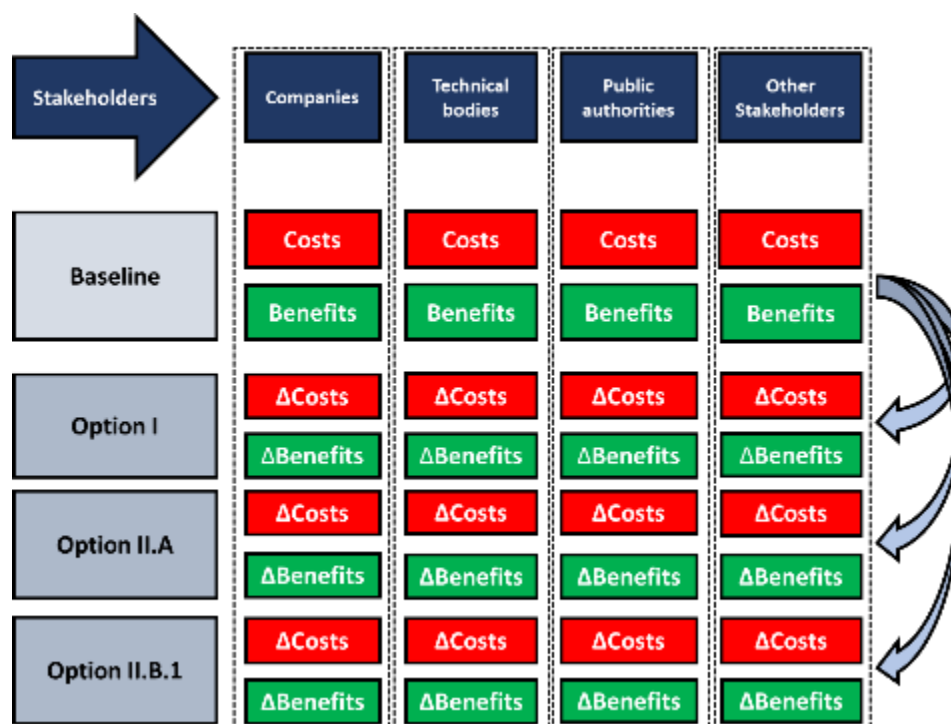 Stakeholders
Companies
Technical
bodies
Public
authorities
Other
Stakeholders
Baseline
Costs
Costs
Costs
Costs
Benefits
Benefits
Benefits
Benefits
Option I
ΔCosts
ΔCosts
ΔCosts
ΔCosts
ΔBenefits
ΔBenefits
ΔBenefits
ΔBenefits
Option II.A
ΔCosts
ΔCosts
ΔCosts
ΔCosts
ΔBenefits
ΔBenefits
ΔBenefits
ΔBenefits
Option II.B.1
ΔCosts
ΔCosts
ΔCosts
ΔCosts
ΔBenefits
ΔBenefits
ΔBenefits
ΔBenefits